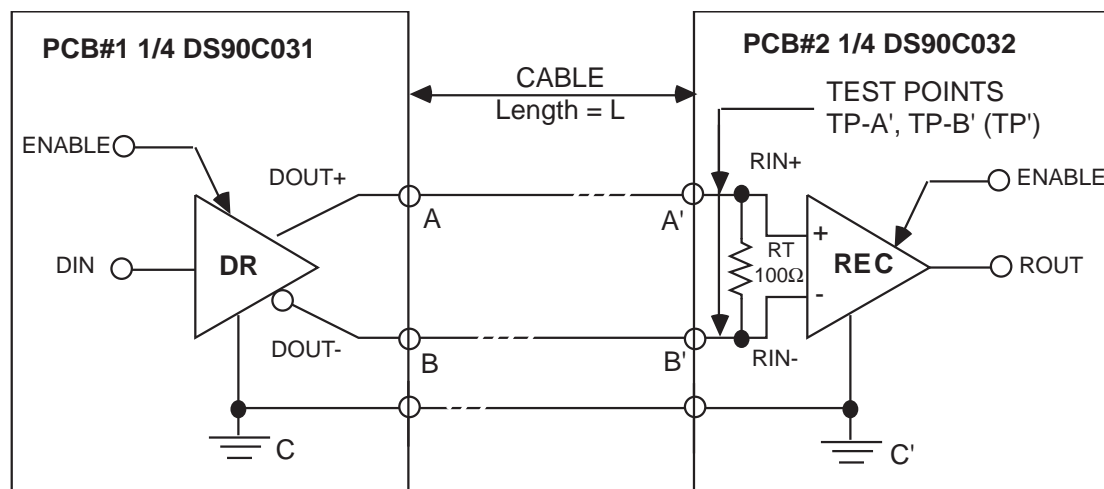 PCB#1 1/4 DS90C031
PCB#2 1/4 DS90C032
CABLE
Length = L
TEST POINTS
TP-A', TP-B' (TP')
ENABLE
DOUT+
RIN+
ENABLE
A
A'
DIN
DR
RT
100Ω
+
REC
-
ROUT
DOUT-
B
B'
RIN-
C
C'